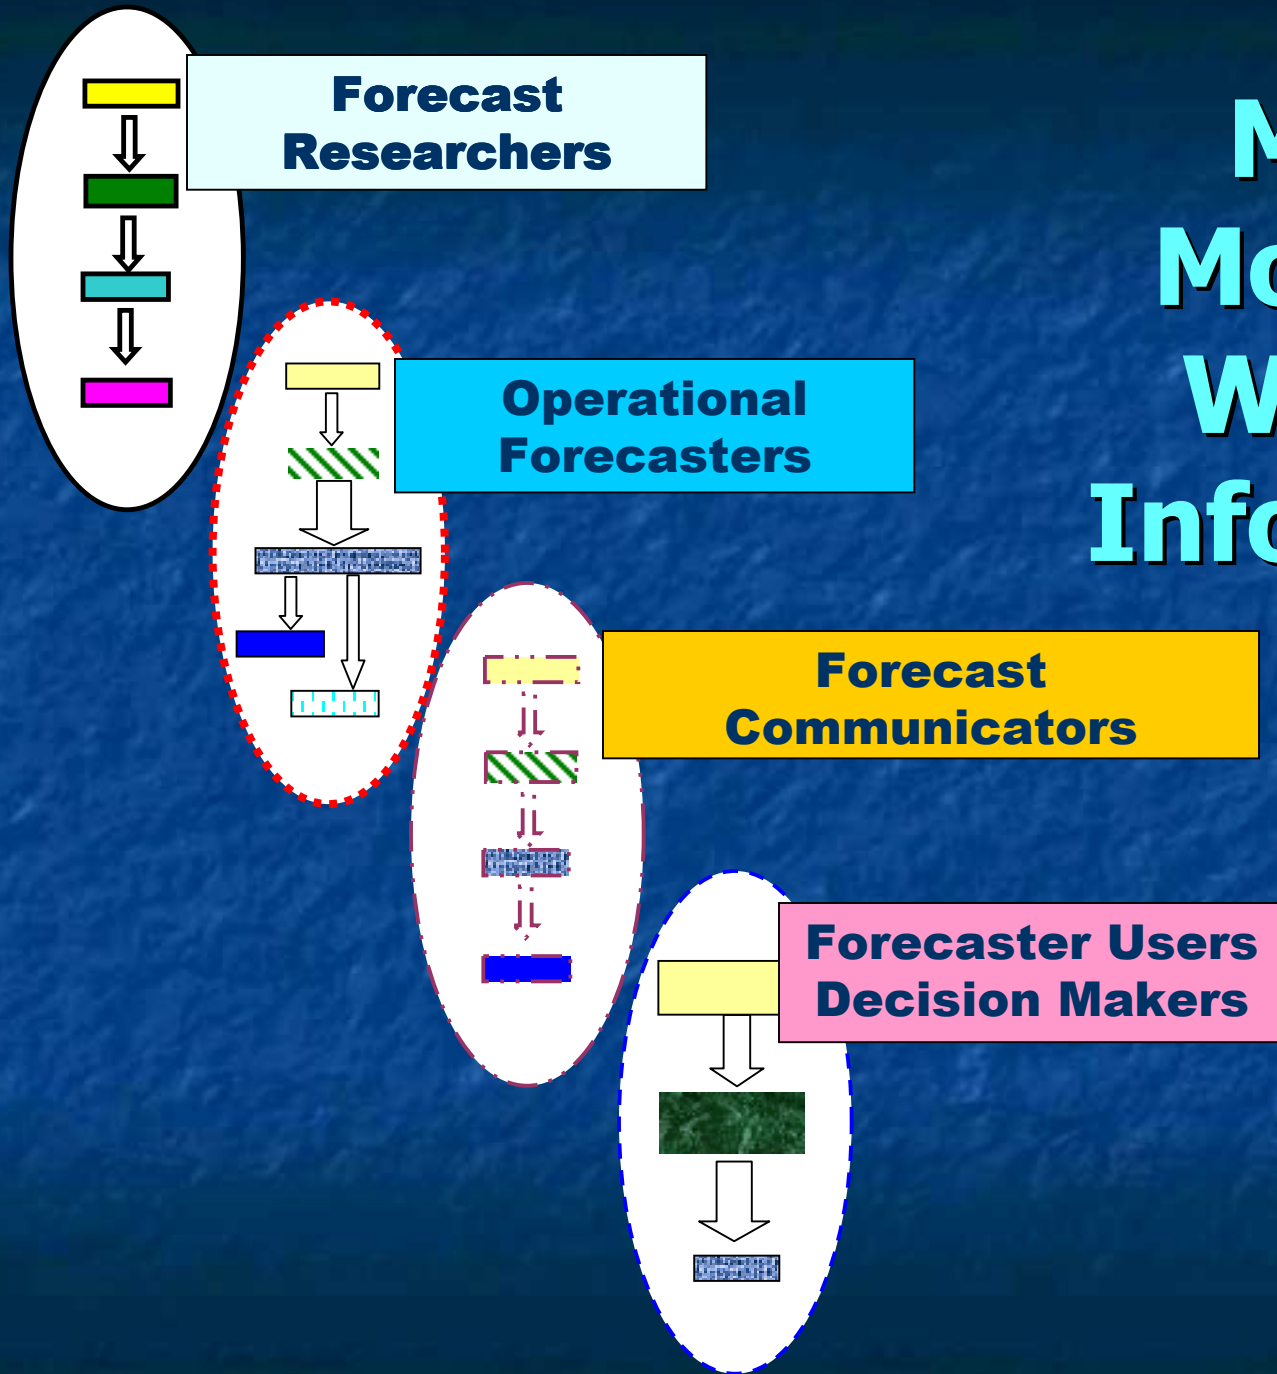 Forecast
Researchers
Operational
Forecasters
Forecast
Communicators
Forecaster Users
Decision Makers